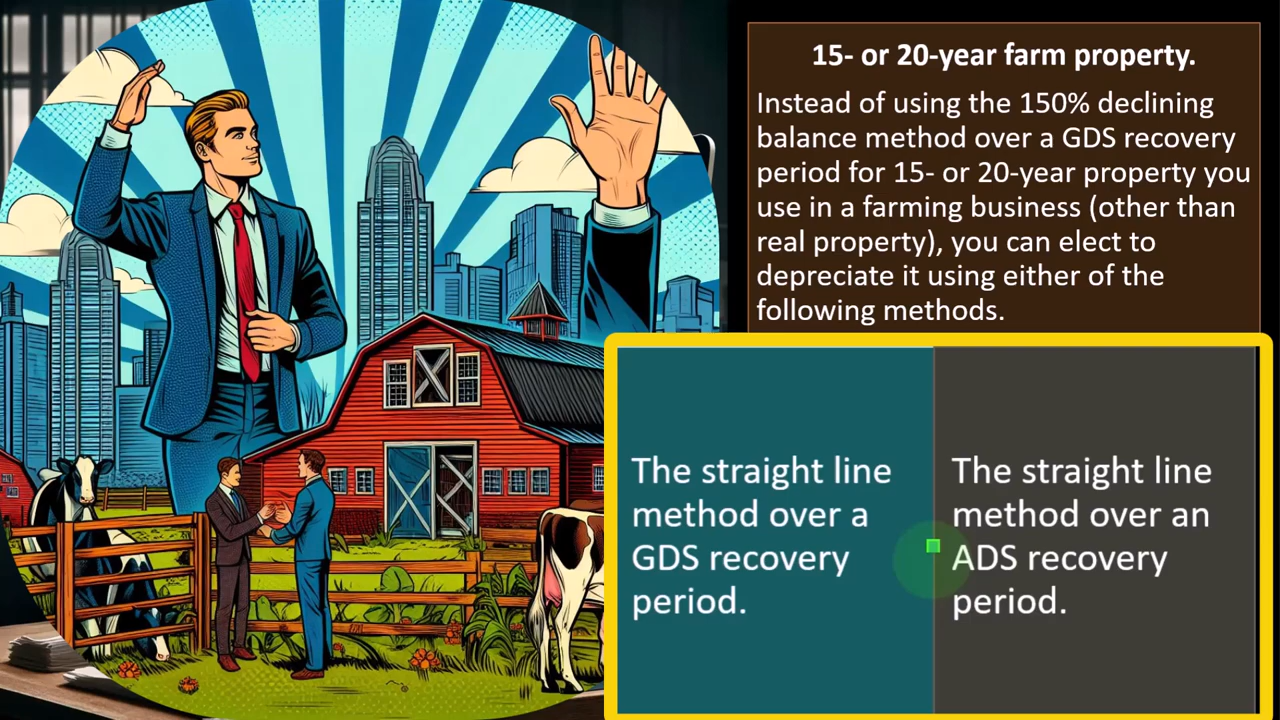 15- or 20-year farm property.
Instead of using the 150% declining
balance method over a GDS recovery
period for 15- or 20-year property you
use in a farming business (other than
real property), you can elect to
depreciate it using either of the
following methods.
The straight line
method over a
GDS recovery
period.
The straight line
method over an
ADS recovery
period.